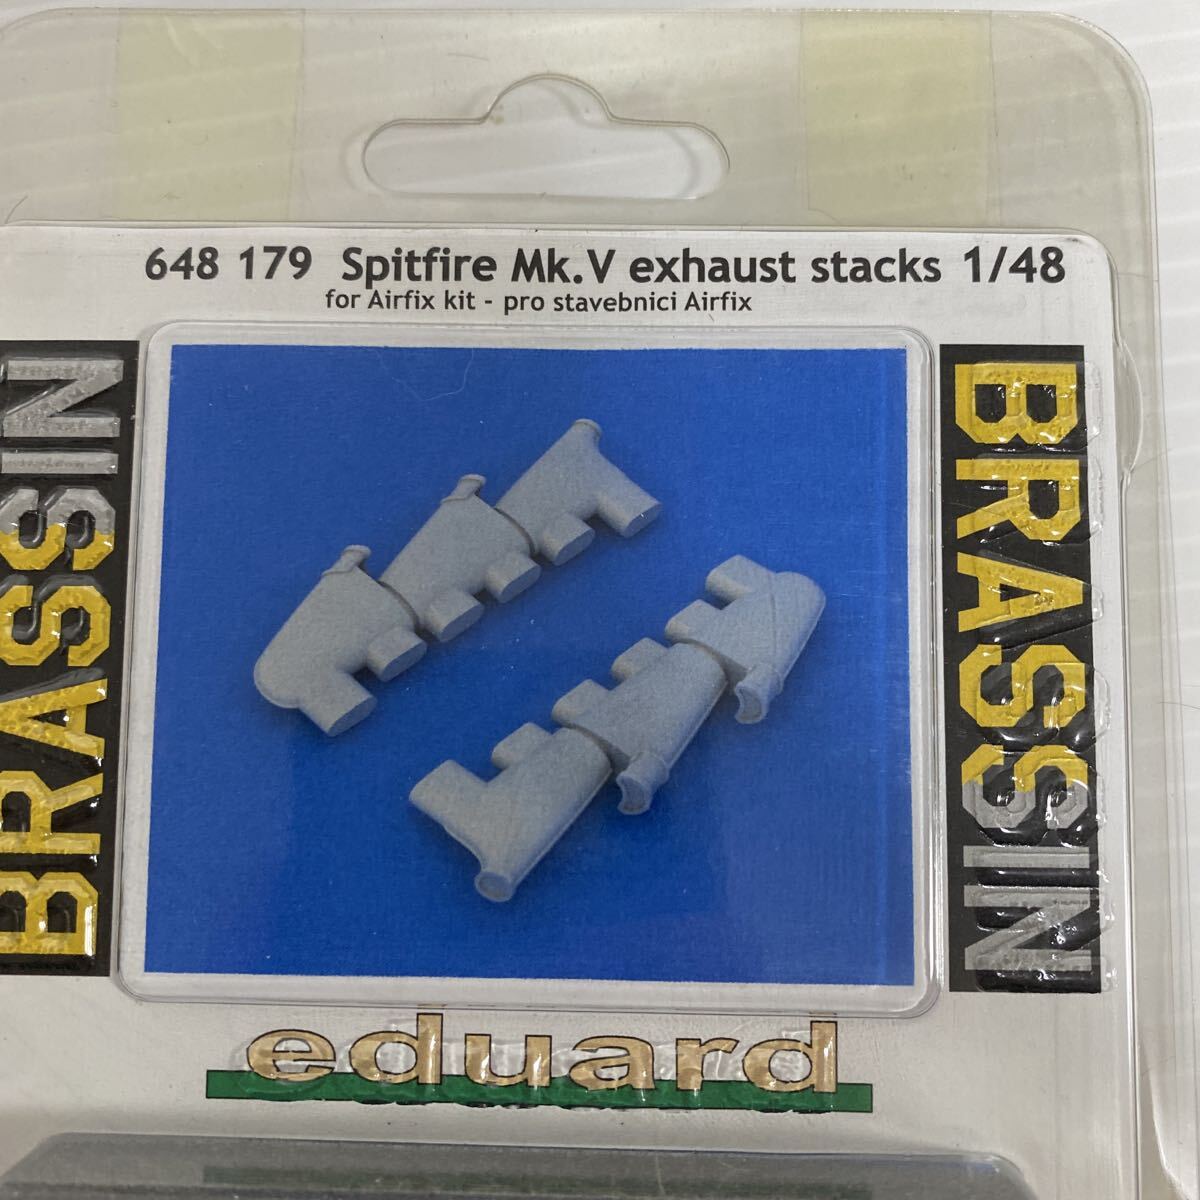 648 179 Spitfire Mk.V exhaust stacks 1/48
for Airfix kit - pro stavebnici Airfix
BRASSIN
BRASSIN
eduard